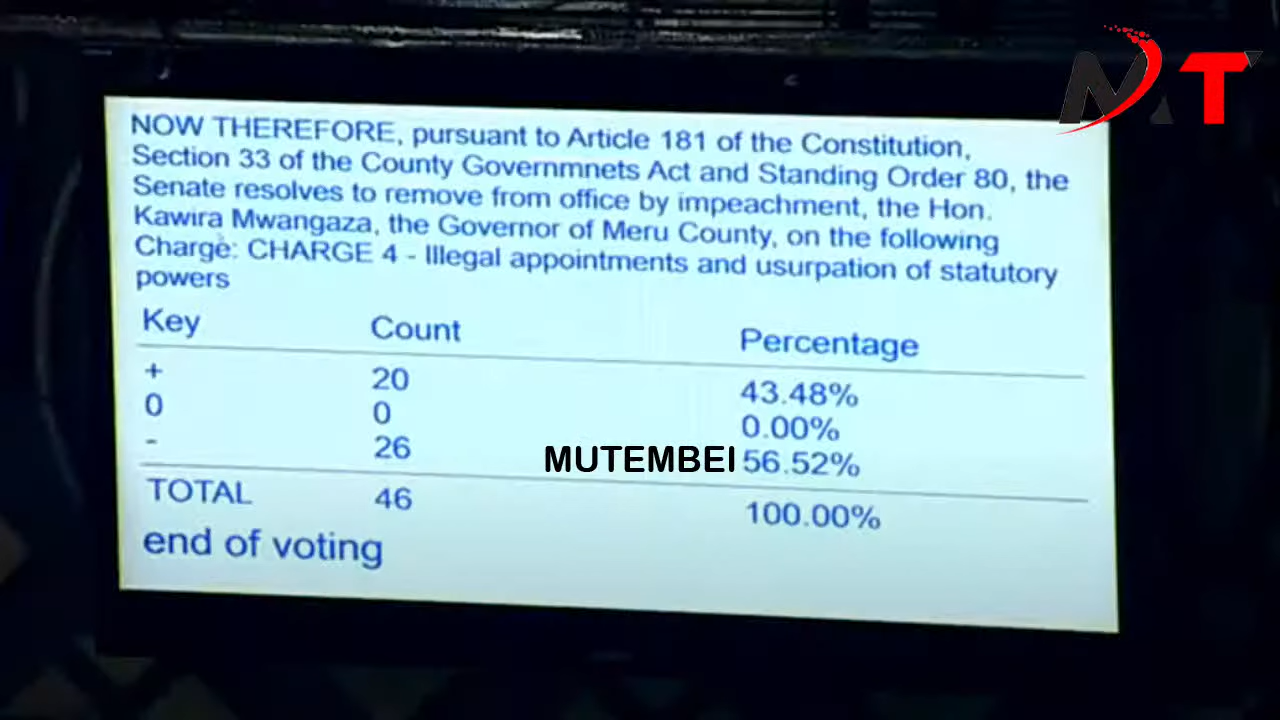 MT
NOW THEREFORE, pursuant to Article 181 of the Constitution,
Section 33 of the County Governmnets Act and Standing Order 80, the
Senate resolves to remove from office by impeachment, the Hon.
Kawira Mwangaza, the Governor of Meru County, on the following
Charge: CHARGE 4 - Illegal appointments and usurpation of statutory
powers
Key Count Percentage
+ 20 43.48%
0 0 0.00%
- 26 56.52%
MUTEMBEI
TOTAL 46 100.00%
end of voting